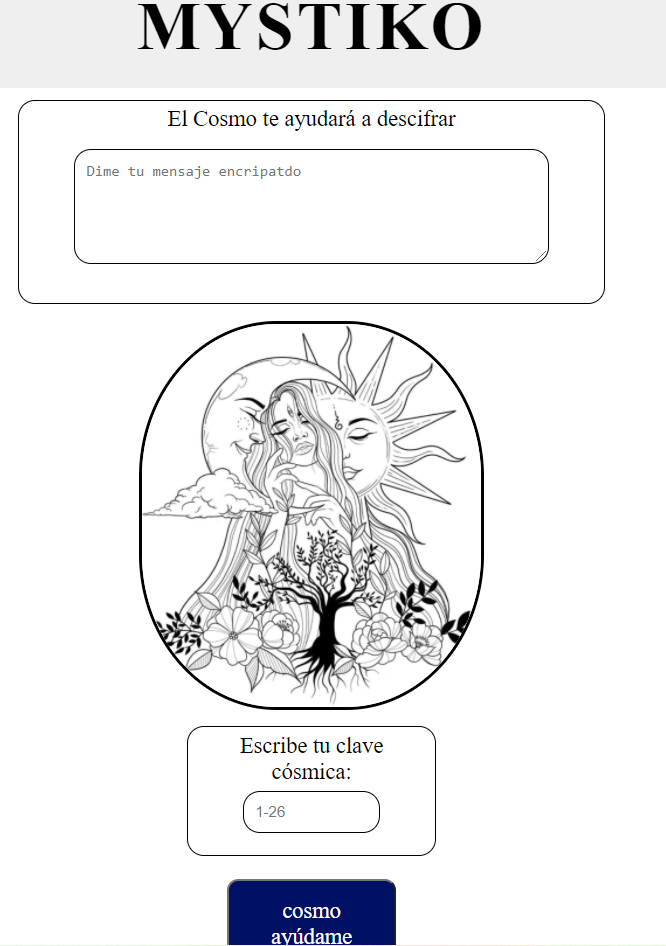 MYSTIKO
El Cosmo te ayudará a descifrar
Dime tu mensaje encripatdo
Escribe tu clave
cósmica:
1-26
cosmo
ayúdame